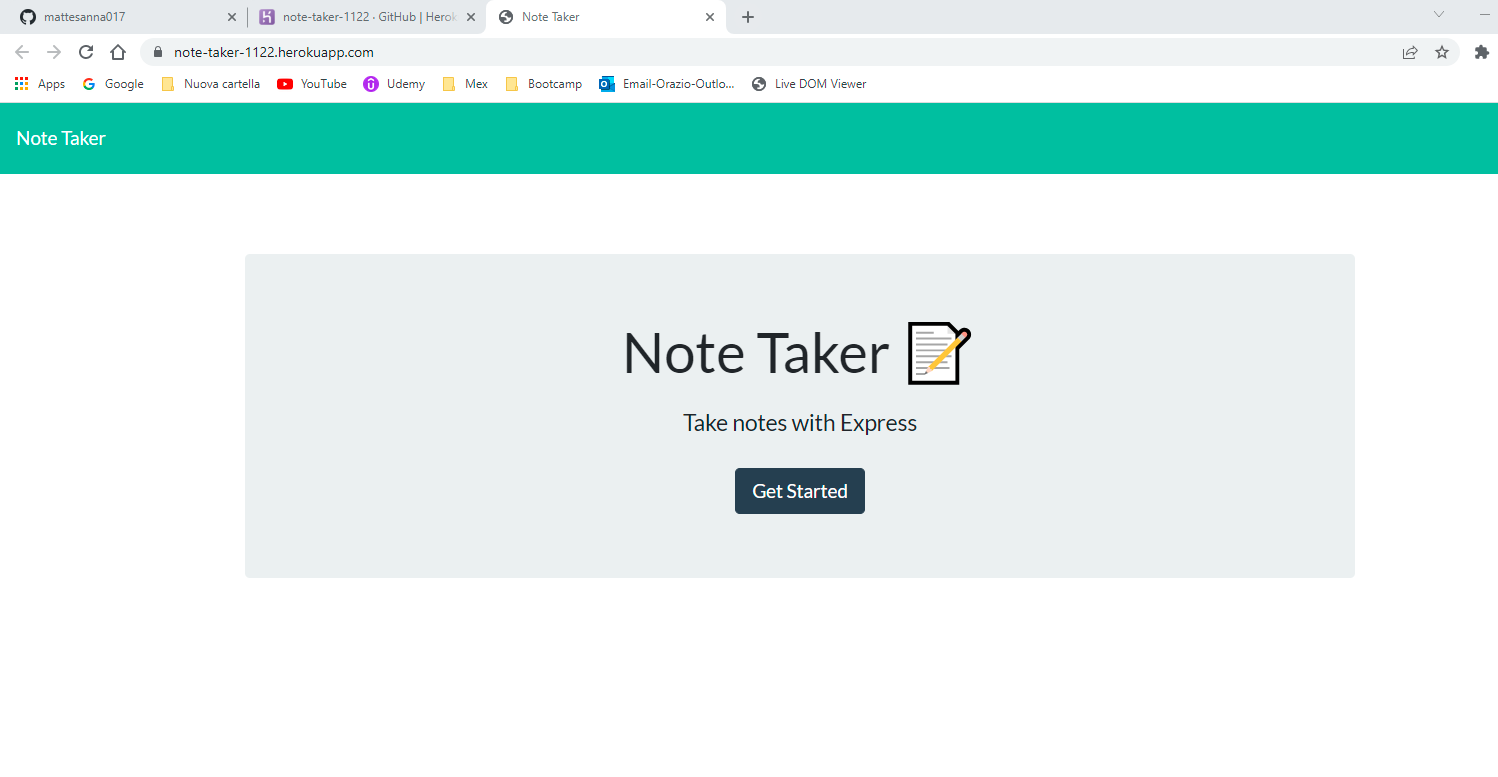 mattesanna017
note-taker-1122 · GitHub | Herok
Note Taker
note-taker-1122.herokuapp.com
Apps Google Nuova cartella YouTube Udemy Mex Bootcamp Email-Orazio-Outlo... Live DOM Viewer
Note Taker
Note Taker
Take notes with Express
Get Started